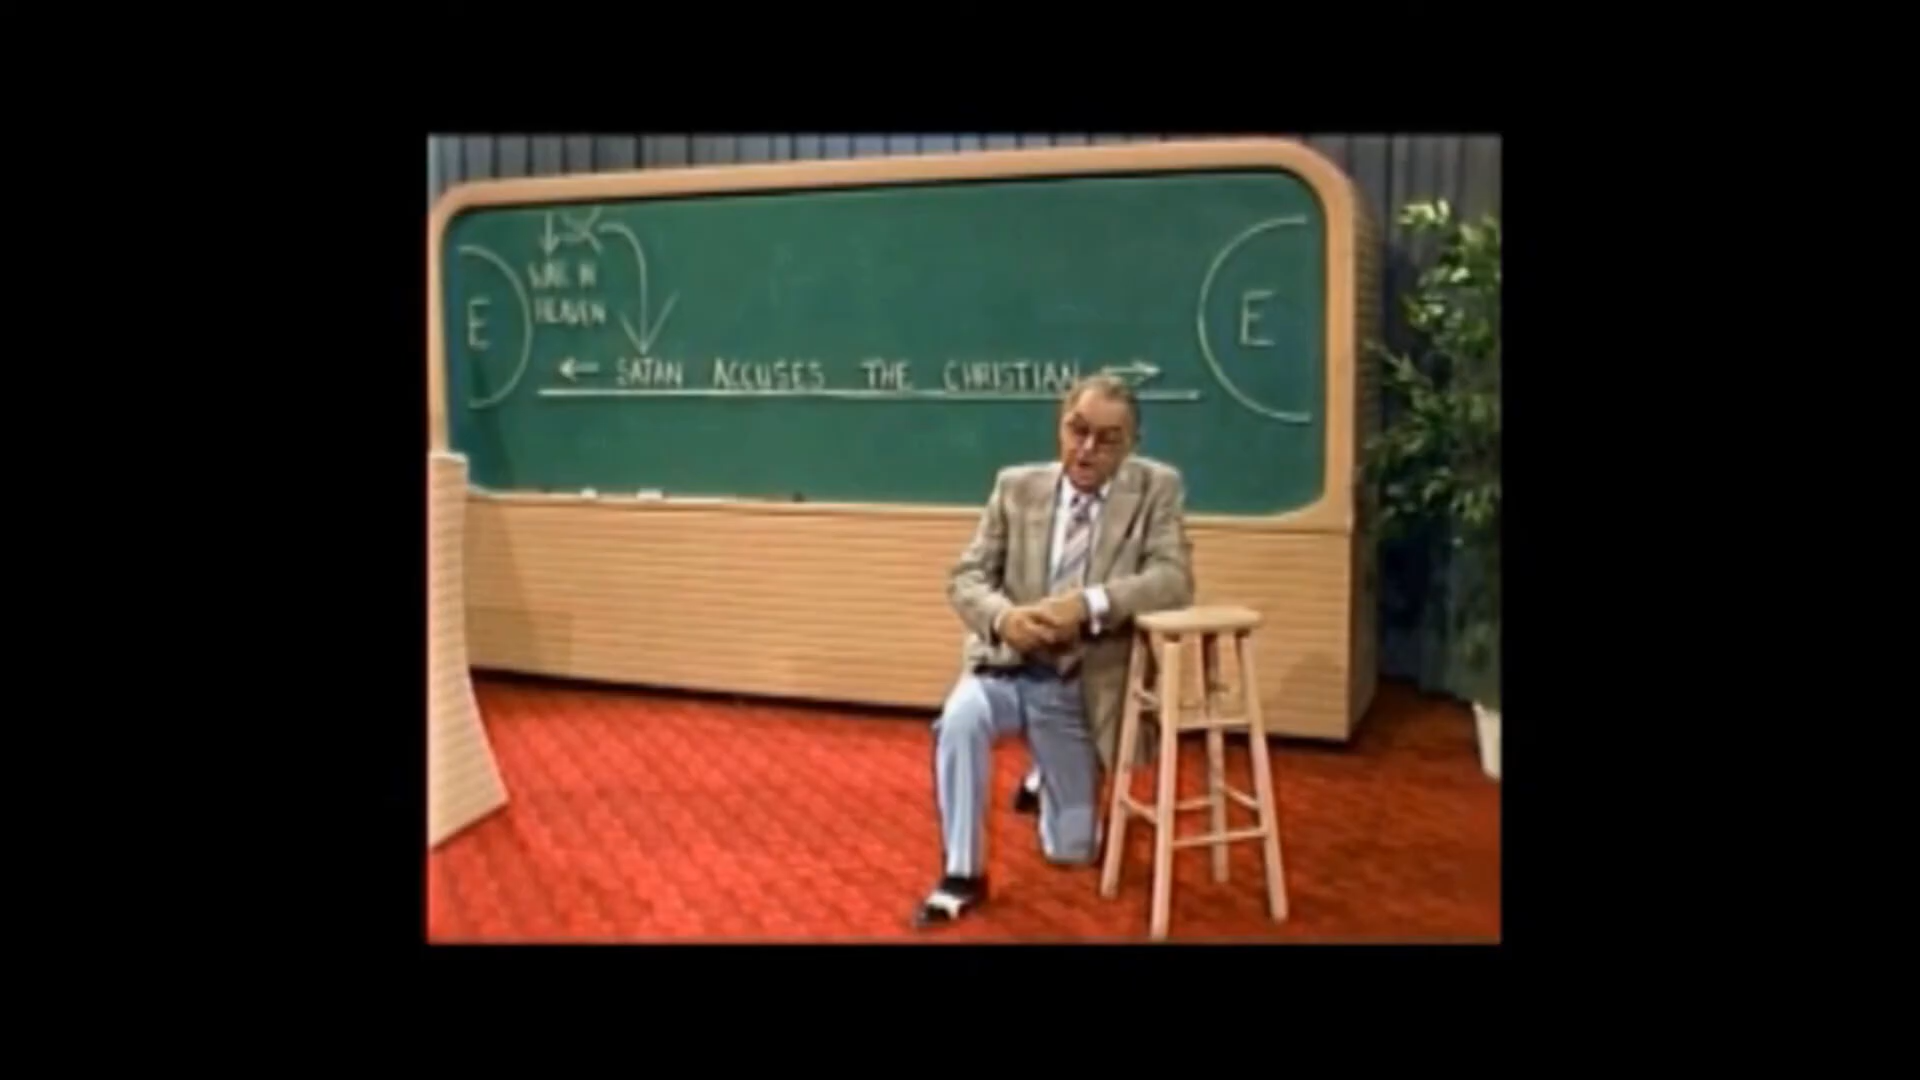 WAR IN
HEAVEN
E
E
← SATAN ACCUSES THE CHRISTIAN →